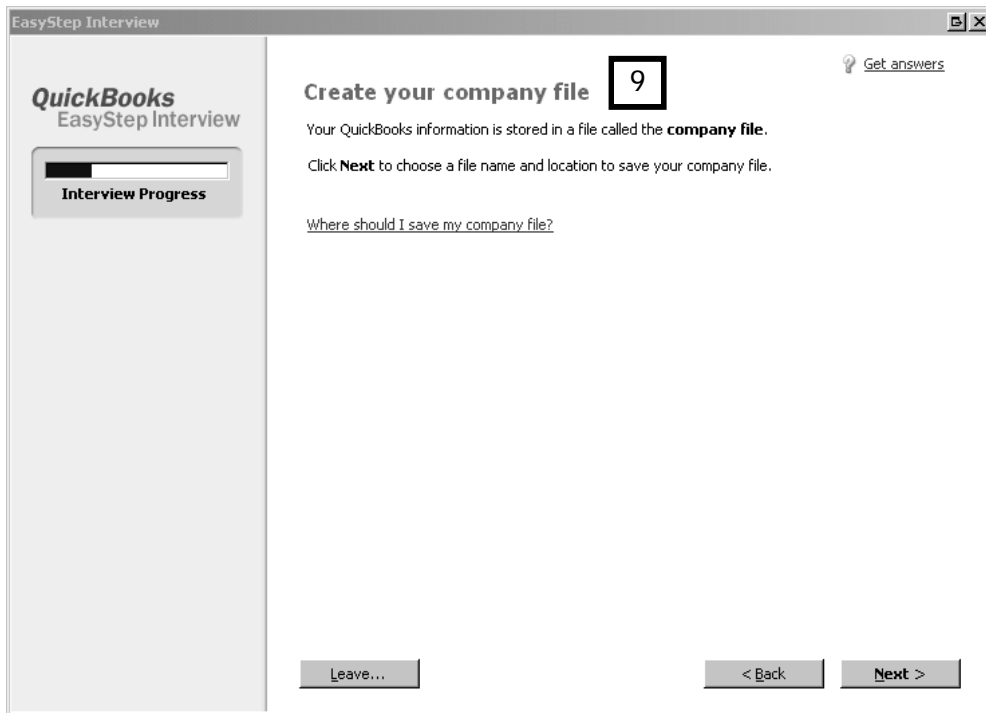 EasyStep Interview
QuickBooks
EasyStep Interview
Interview Progress
Get answers
Create your company file
9
Your QuickBooks information is stored in a file called the company file.
Click Next to choose a file name and location to save your company file.
Where should I save my company file?
Leave...
< Back
Next >